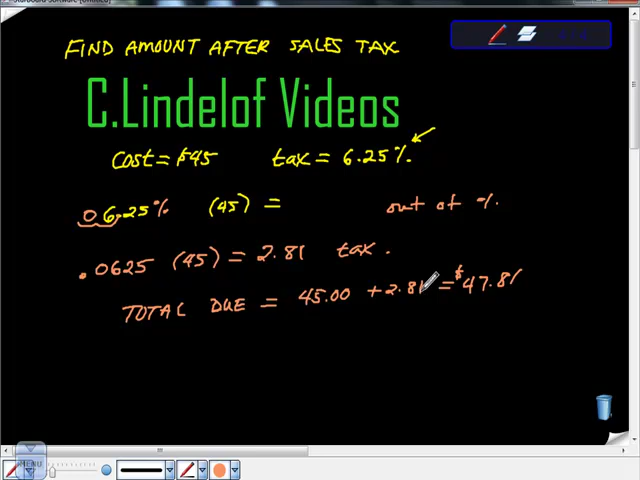 FIND AMOUNT AFTER SALES TAX
C.Lindelof Videos
Cost = $45 tax = 6.25%.
06.25% (45) = out of %.
.0625 (45) = 2.81 tax.
TOTAL DUE = 45.00 + 2.81 = $47.81
MENU